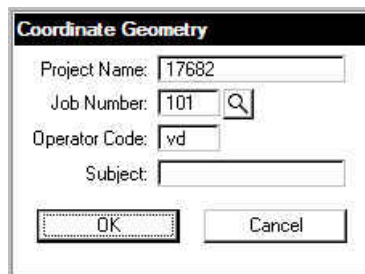 Coordinate Geometry
Project Name: 17682
Job Number: 101
Operator Code: vd
Subject:
OK Cancel